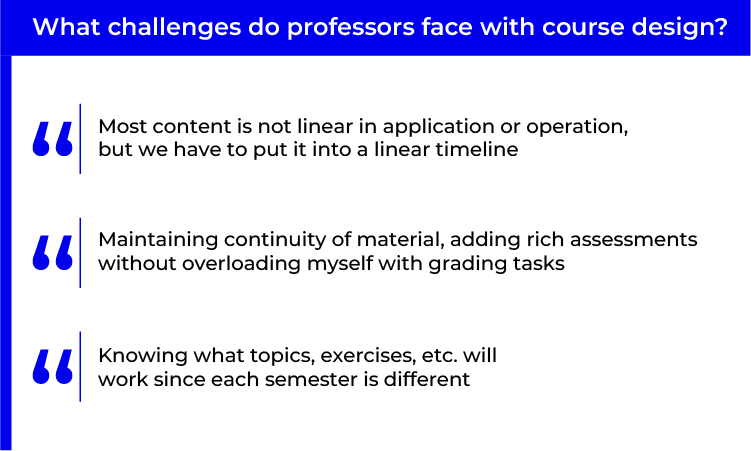 What challenges do professors face with course design?
“ Most content is not linear in application or operation,
but we have to put it into a linear timeline
“ Maintaining continuity of material, adding rich assessments
without overloading myself with grading tasks
“ Knowing what topics, exercises, etc. will
work since each semester is different